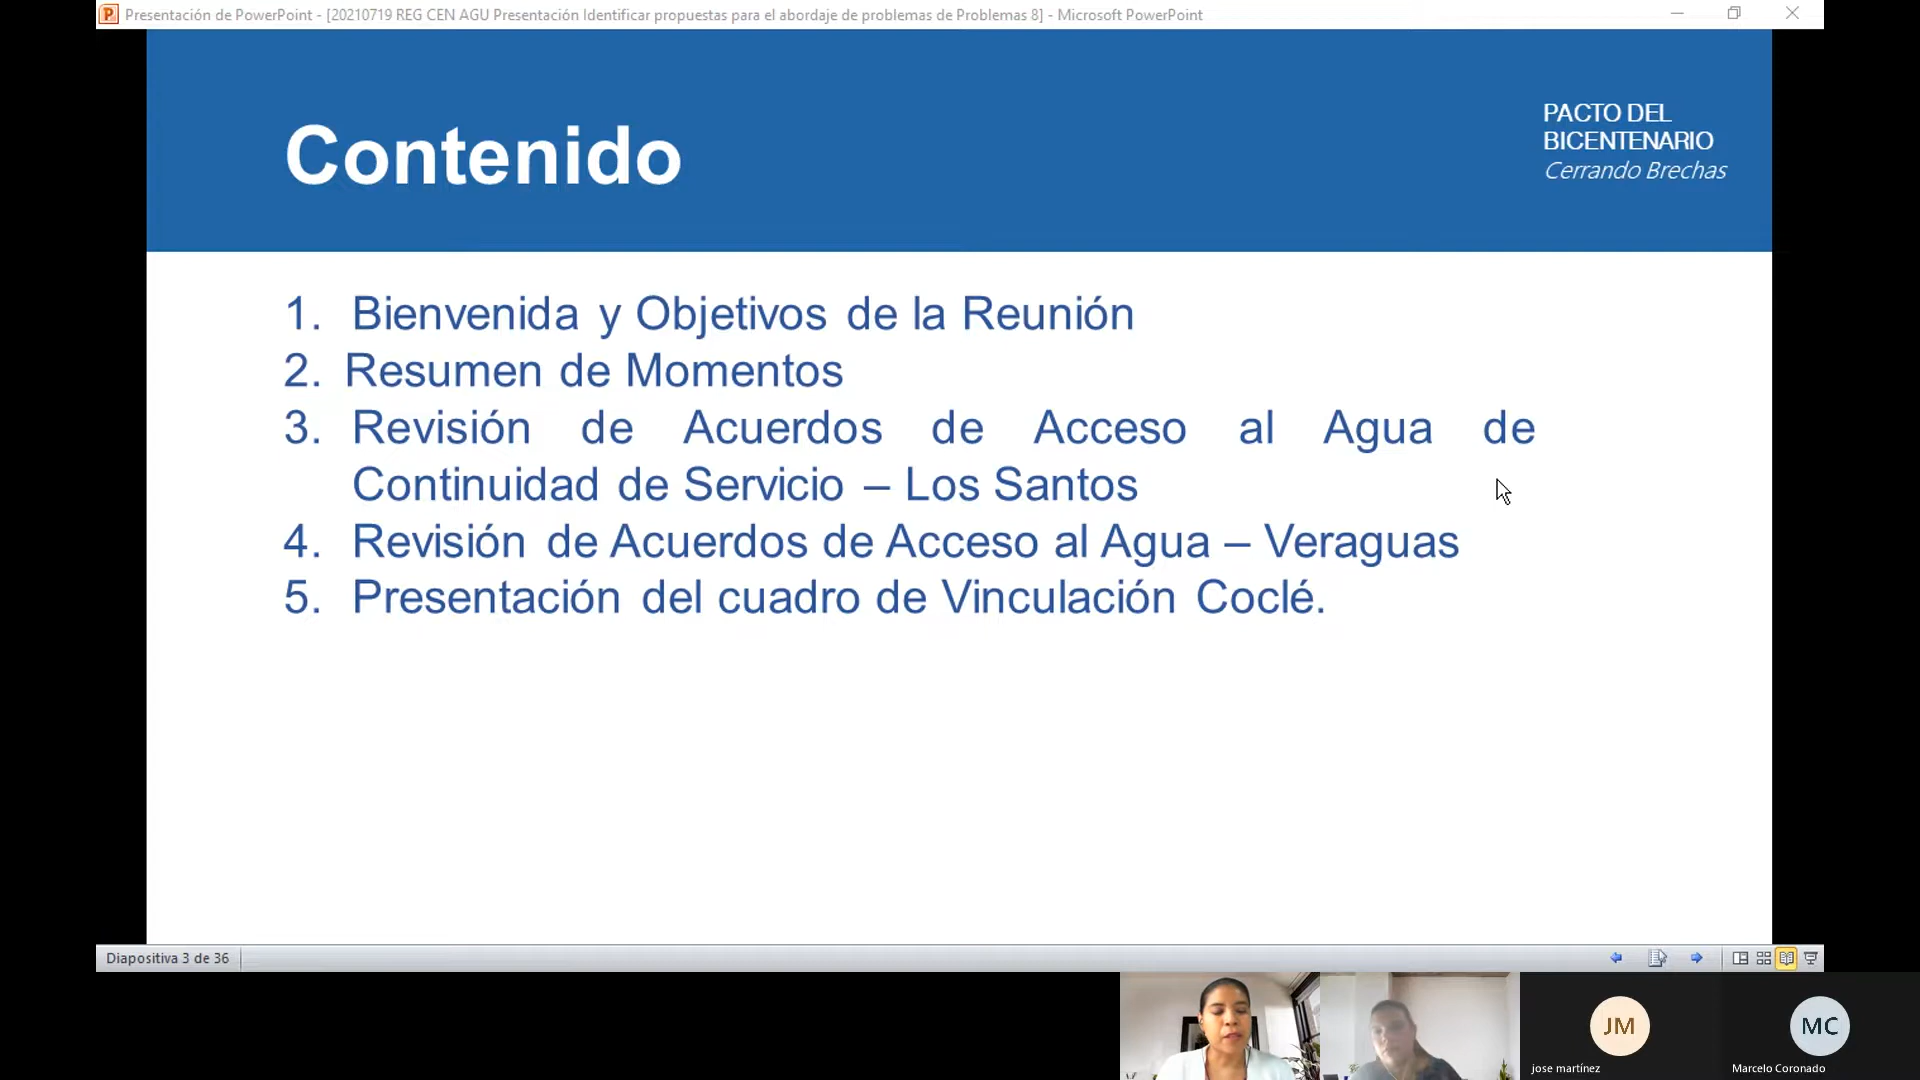 Presentación de PowerPoint - [20210719 REG CEN AGU Presentación Identificar propuestas para el abordaje de problemas de Problemas 8] - Microsoft PowerPoint
Contenido
PACTO DEL
BICENTENARIO
Cerrando Brechas
1. Bienvenida y Objetivos de la Reunión
2. Resumen de Momentos
3. Revisión de Acuerdos de Acceso al Agua de
Continuidad de Servicio – Los Santos
4. Revisión de Acuerdos de Acceso al Agua – Veraguas
5. Presentación del cuadro de Vinculación Coclé.
Diapositiva 3 de 36
JM
MC
jose martínez
Marcelo Coronado